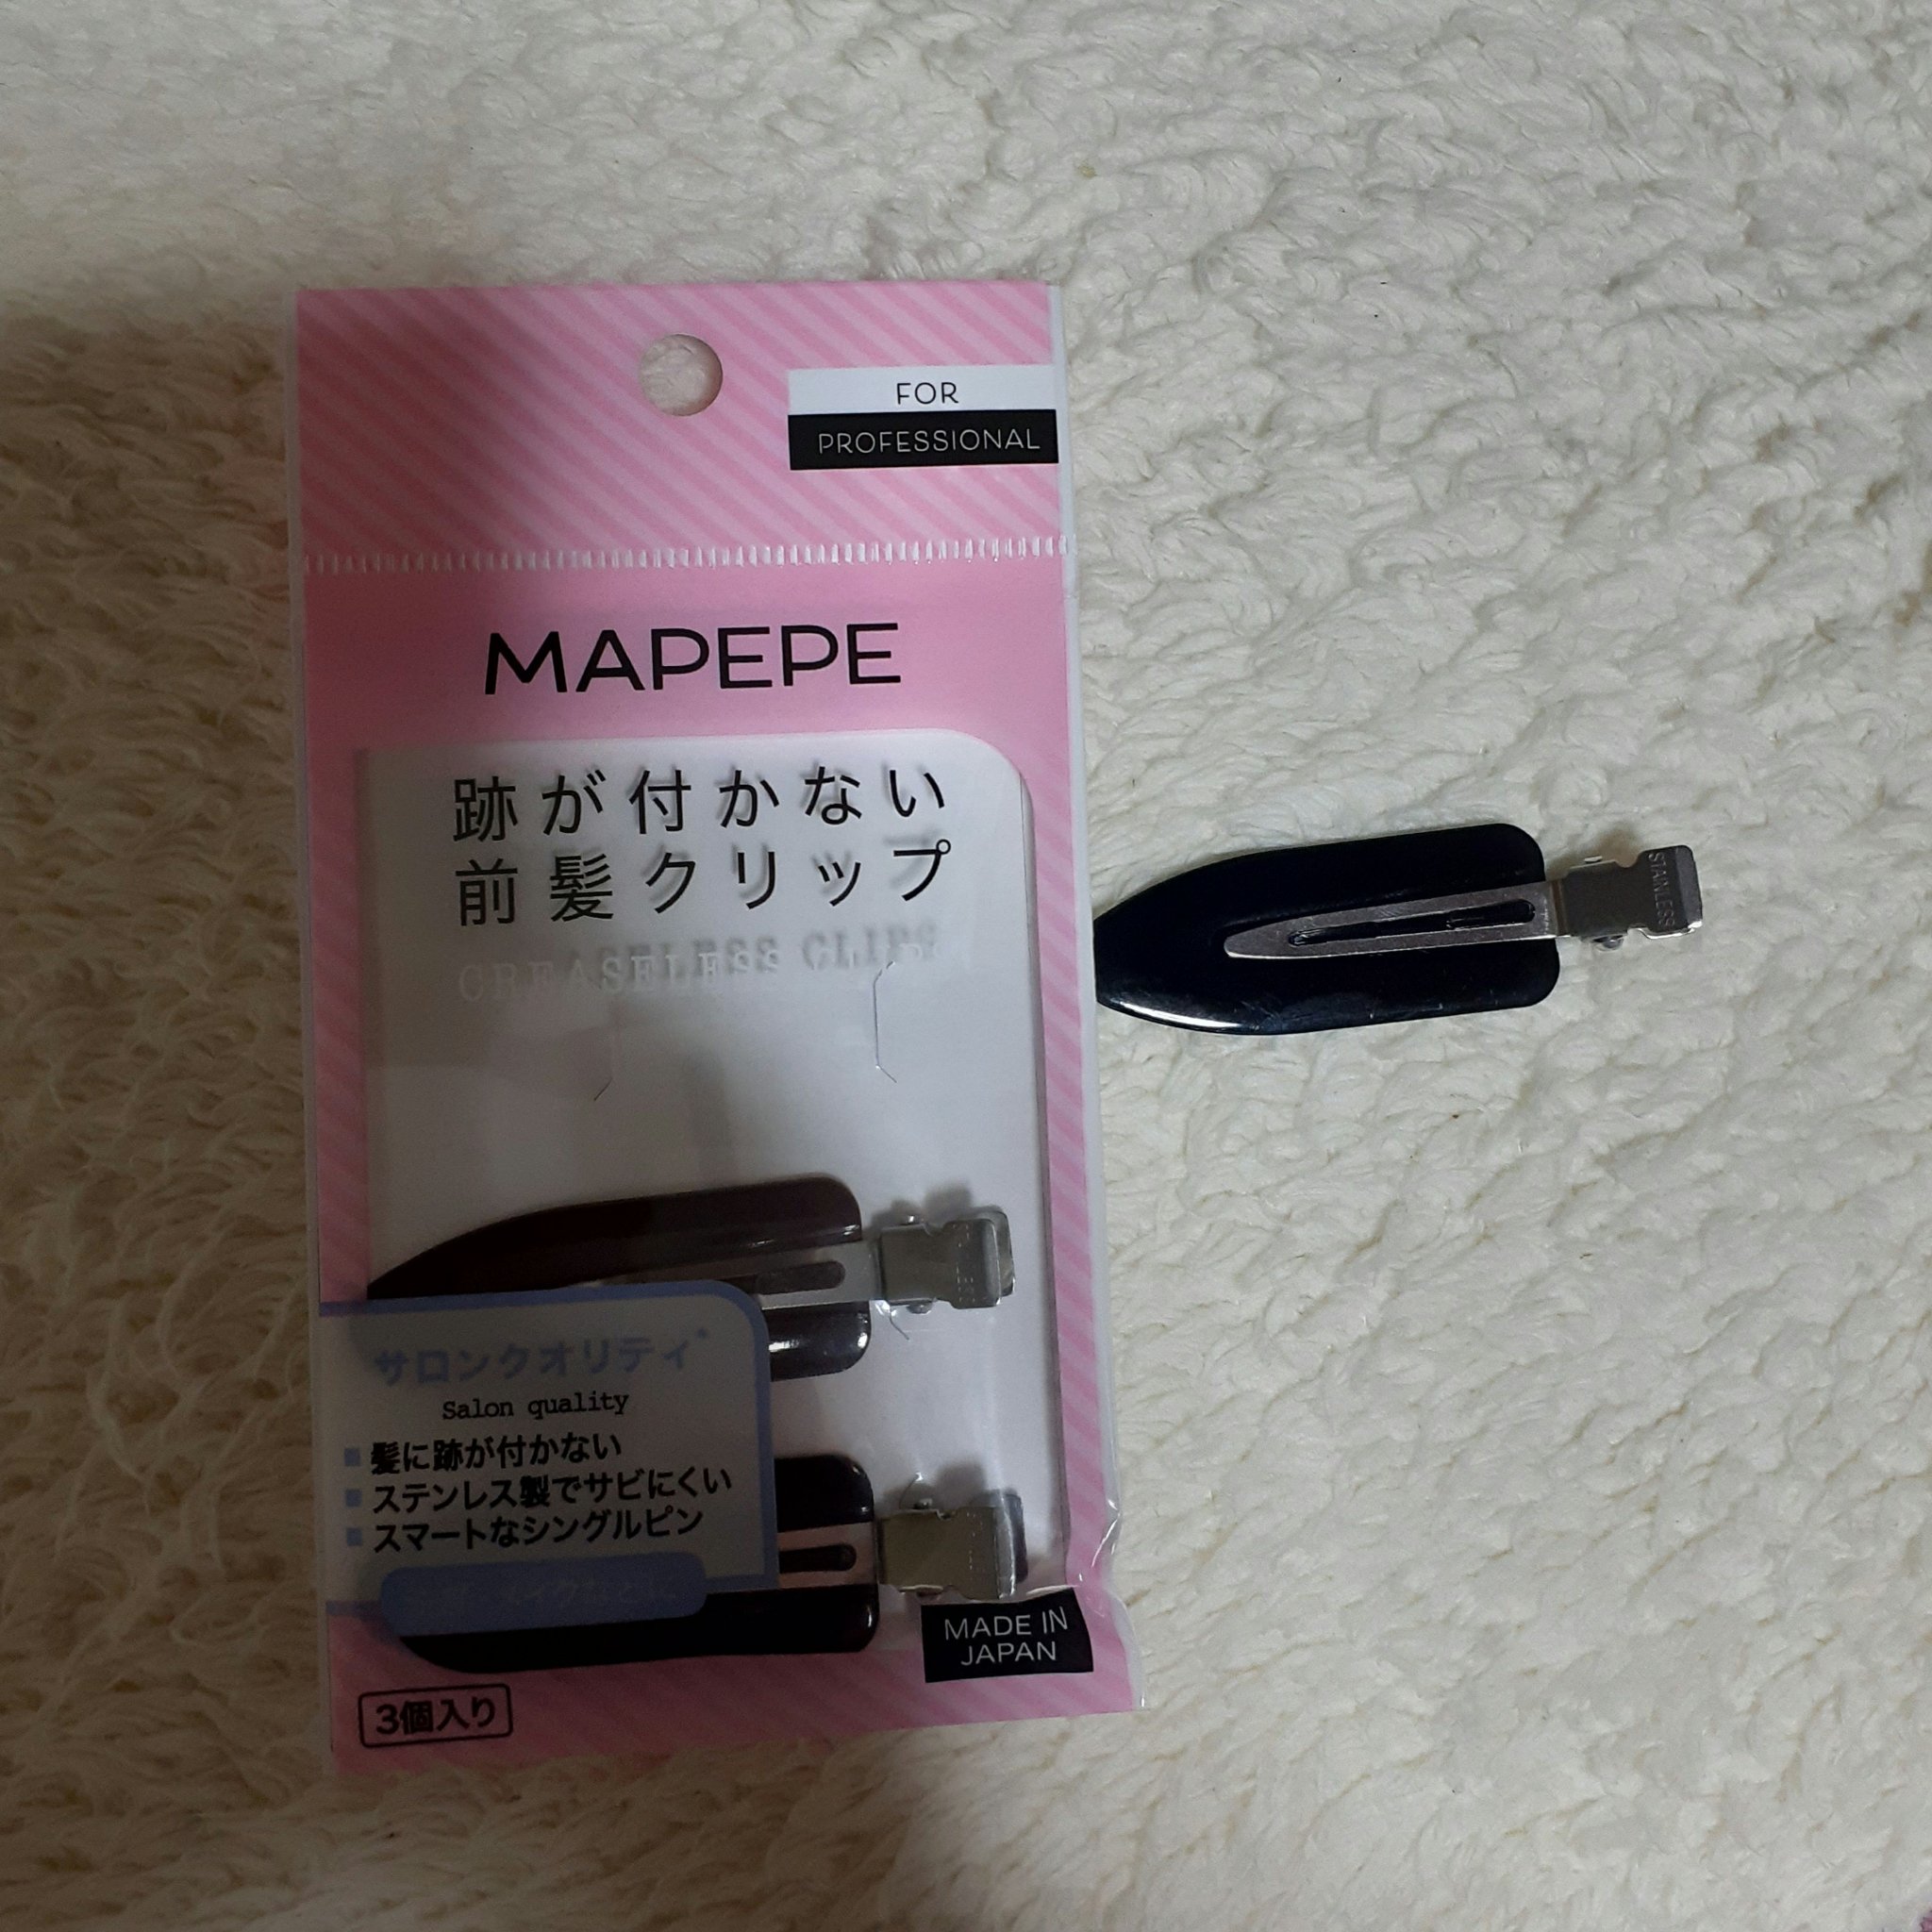 FOR
PROFESSIONAL
MAPEPE
跡が付かない
前髪クリップ
CREASELESS CLIPS
STAINLESS
サロンクオリティ
Salon quality
髪に跡が付かない
ステンレス製でサビにくい
スマートなシングルピン
MADE IN
JAPAN
3個入り